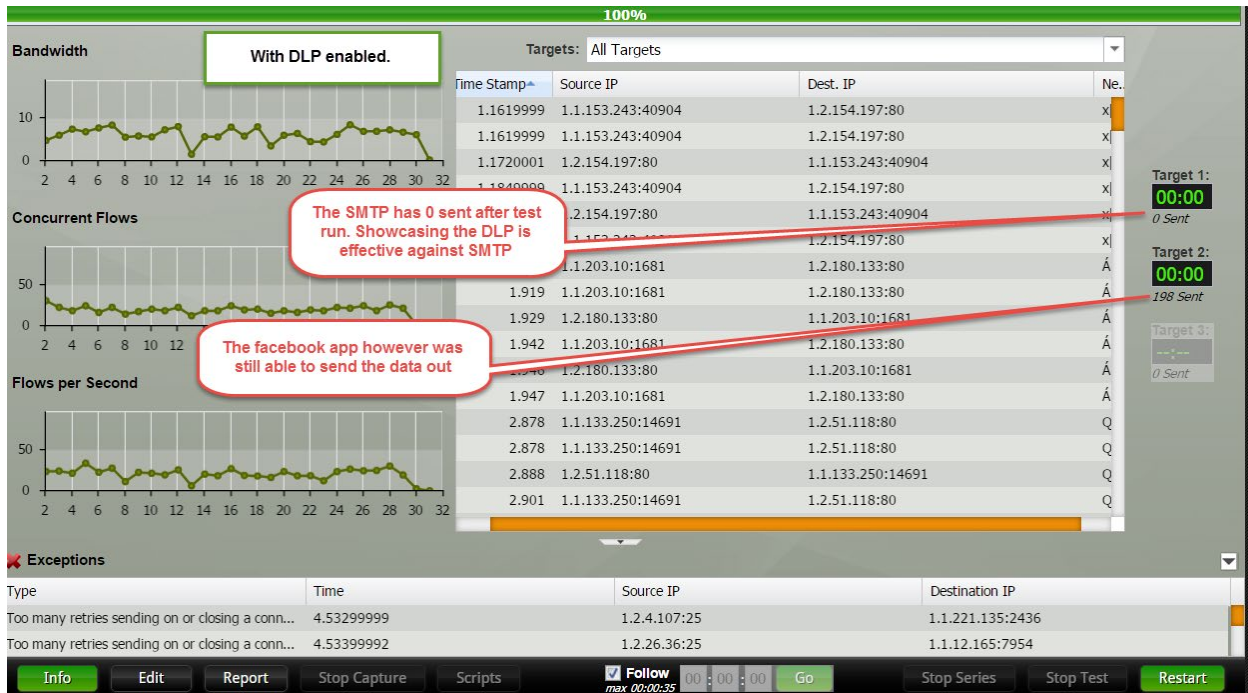 100%
Bandwidth
With DLP enabled.
Targets: All Targets
Time Stamp Source IP Dest. IP Ne..
1.1619999 1.1.153.243:40904 1.2.154.197:80 x|
1.1619999 1.1.153.243:40904 1.2.154.197:80 x|
1.1720001 1.2.154.197:80 1.1.153.243:40904 x|
1.1849999 1.1.153.243:40904 1.2.154.197:80 x|
1.2.154.197:80 1.1.153.243:40904 x|
1.2.154.197:80 x|
1.1.203.10:1681 1.2.180.133:80 Á
1.919 1.1.203.10:1681 1.2.180.133:80 Á
1.929 1.2.180.133:80 1.1.203.10:1681 Á
1.942 1.1.203.10:1681 1.2.180.133:80 Á
1.946 1.2.180.133:80 1.1.203.10:1681 Á
1.947 1.1.203.10:1681 1.2.180.133:80 Á
2.878 1.1.133.250:14691 1.2.51.118:80 Q
2.878 1.1.133.250:14691 1.2.51.118:80 Q
2.888 1.2.51.118:80 1.1.133.250:14691 Q
2.901 1.1.133.250:14691 1.2.51.118:80 Q
10
0
2 4 6 8 10 12 14 16 18 20 22 24 26 28 30 32
Concurrent Flows
The SMTP has 0 sent after test
run. Showcasing the DLP is
effective against SMTP
50
0
2 4 6 8 10 12
The facebook app however was
still able to send the data out
Flows per Second
50
0
2 4 6 8 10 12 14 16 18 20 22 24 26 28 30 32
Target 1:
00:00
0 Sent
Target 2:
00:00
198 Sent
Target 3:
--:--
0 Sent
Exceptions
Type Time Source IP Destination IP
Too many retries sending on or closing a conn... 4.53299999 1.2.4.107:25 1.1.221.135:2436
Too many retries sending on or closing a conn... 4.53399992 1.2.26.36:25 1.1.12.165:7954
Info Edit Report Stop Capture Scripts Follow 00 : 00 : 00 Go Stop Series Stop Test Restart
max 00:00:35